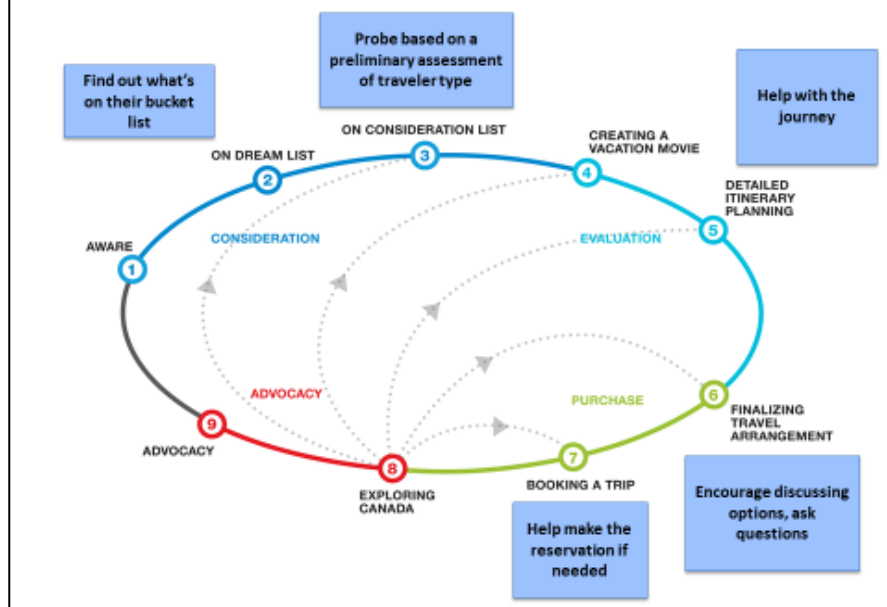 Probe based on a
preliminary assessment
of traveler type
Find out what's
on their bucket
list
Help with the
journey
ON CONSIDERATION LIST
CREATING A
VACATION MOVIE
ON DREAM LIST
3
4
2
DETAILED
ITINERARY
PLANNING
5
CONSIDERATION
EVALUATION
AWARE
1
ADVOCACY
PURCHASE
6
FINALIZING
TRAVEL
ARRANGEMENT
9
ADVOCACY
8
7
EXPLORING
CANADA
BOOKING A TRIP
Encourage discussing
options, ask
questions
Help make the
reservation if
needed